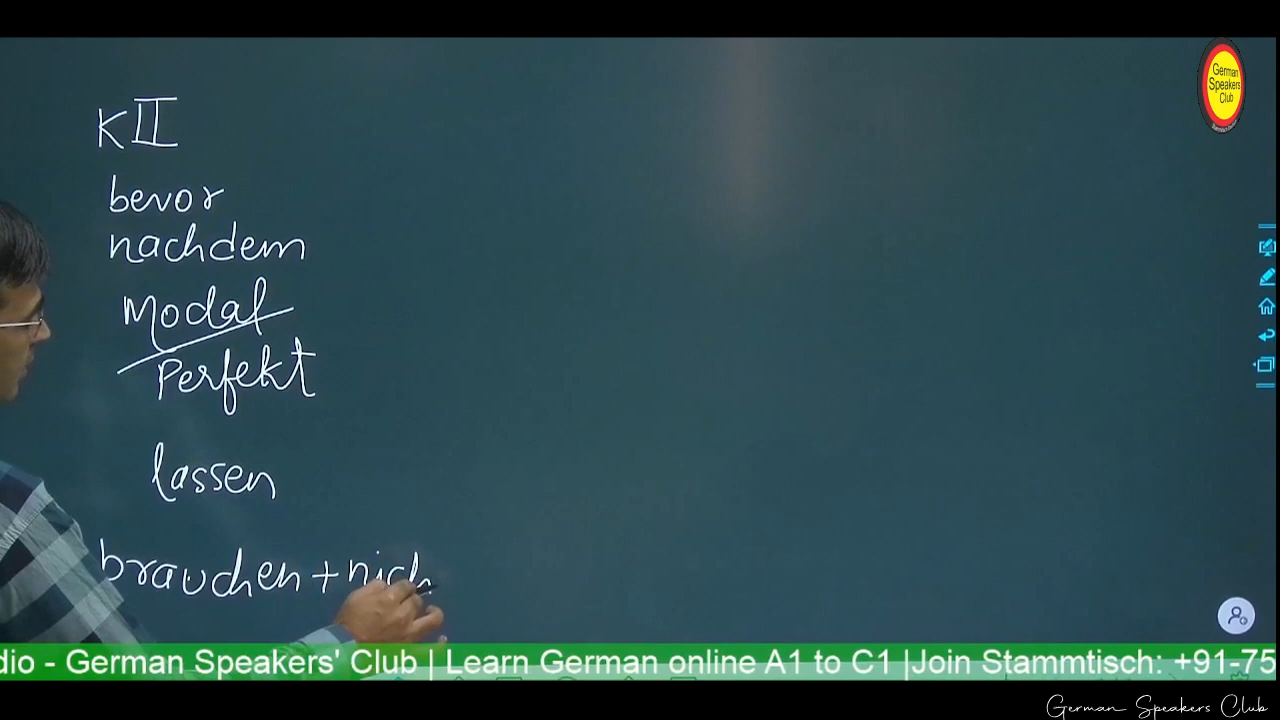 German
Speakers
Club
KII
bevor
nachdem
Modal
Perfekt
lassen
brauchen + nich
dio - German Speakers' Club | Learn German online A1 to C1 |Join Stammtisch: +91-75
German Speakers Club